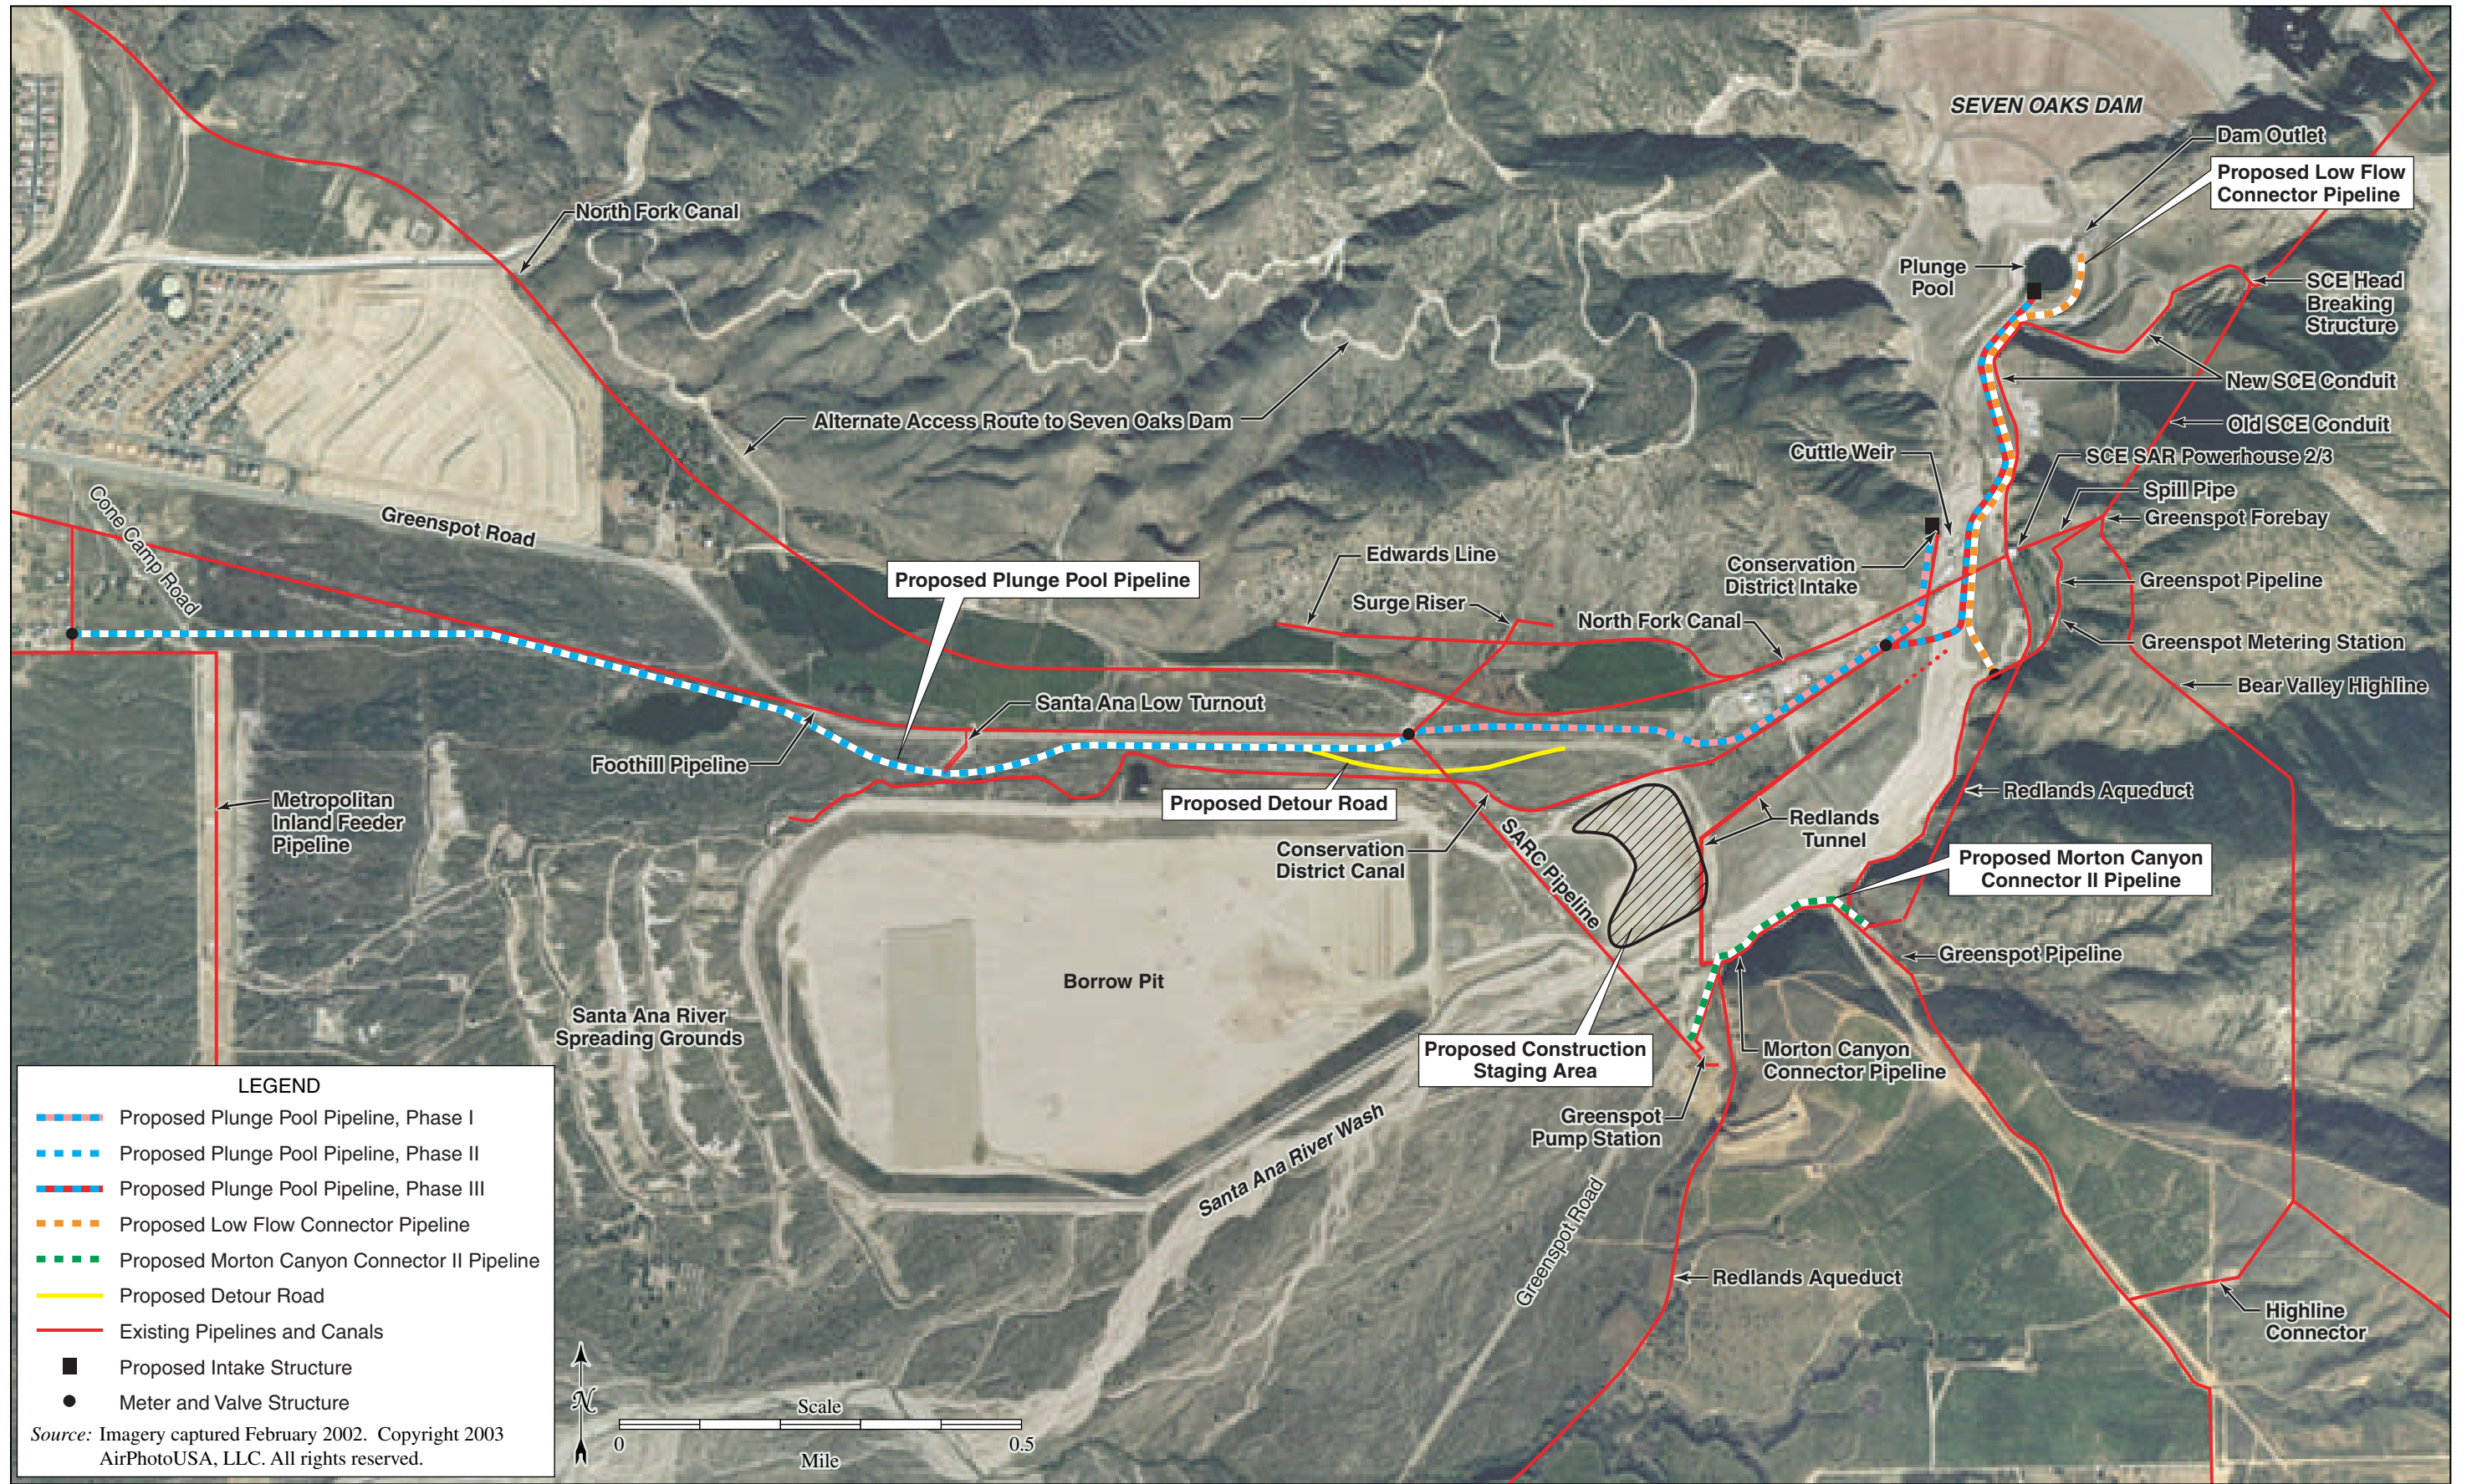 SEVEN OAKS DAM
Dam Outlet
Proposed Low Flow
Connector Pipeline
North Fork Canal
Plunge
Pool
SCE Head
Breaking
Structure
New SCE Conduit
Alternate Access Route to Seven Oaks Dam
Old SCE Conduit
Cuttle Weir
SCE SAR Powerhouse 2/3
Spill Pipe
Greenspot Forebay
Cone Camp Road
Greenspot Road
Edwards Line
Conservation
District Intake
Proposed Plunge Pool Pipeline
Greenspot Pipeline
Surge Riser
North Fork Canal
Greenspot Metering Station
Bear Valley Highline
Santa Ana Low Turnout
Foothill Pipeline
Metropolitan
Inland Feeder
Pipeline
Proposed Detour Road
Redlands Aqueduct
Redlands
Tunnel
Conservation
District Canal
SARC Pipeline
Proposed Morton Canyon
Connector II Pipeline
Greenspot Pipeline
Borrow Pit
Santa Ana River
Spreading Grounds
Proposed Construction
Staging Area
Morton Canyon
Connector Pipeline
Greenspot
Pump Station
Santa Ana River Wash
Greenspot Road
Redlands Aqueduct
Highline
Connector
LEGEND
Proposed Plunge Pool Pipeline, Phase I
Proposed Plunge Pool Pipeline, Phase II
Proposed Plunge Pool Pipeline, Phase III
Proposed Low Flow Connector Pipeline
Proposed Morton Canyon Connector II Pipeline
Proposed Detour Road
Existing Pipelines and Canals
Proposed Intake Structure
Meter and Valve Structure
Source: Imagery captured February 2002. Copyright 2003
AirPhotoUSA, LLC. All rights reserved.
N
Scale
0 0.5
Mile